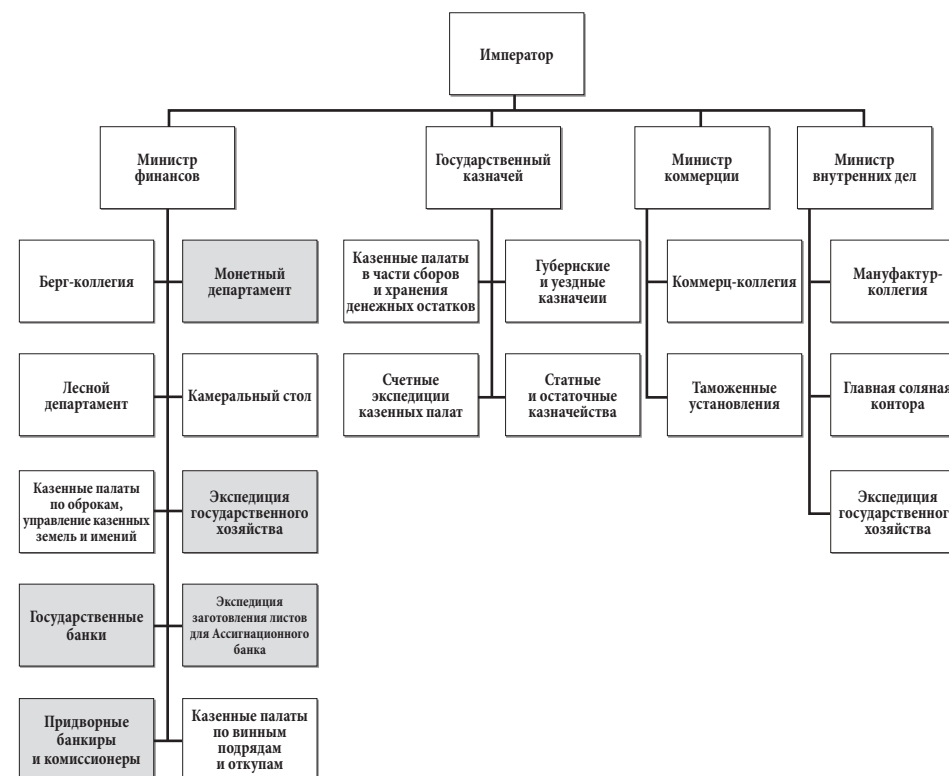 Император
Министр
финансов
Государственный
казначей
Министр
коммерции
Министр
внутренних дел
Берг-коллегия
Монетный
департамент
Казенные палаты
в части сборов
и хранения
денежных остатков
Губернские
и уездные
казначеии
Коммерц-коллегия
Мануфактур-
коллегия
Лесной
департамент
Камеральный стол
Счетные
экспедиции
казенных палат
Статные
и остаточные
казначейства
Таможенные
установления
Главная соляная
контора
Казенные палаты
по оброкам,
управление казенных
земель и имений
Экспедиция
государственного
хозяйства
Экспедиция
государственног
хозяйства
Государственные
банки
Экспедиция
заготовления листов
для Ассигнационного
банка
Придворные
банкиры
и комиссионеры
Казенные палаты
по винным
подрядам
и откупам